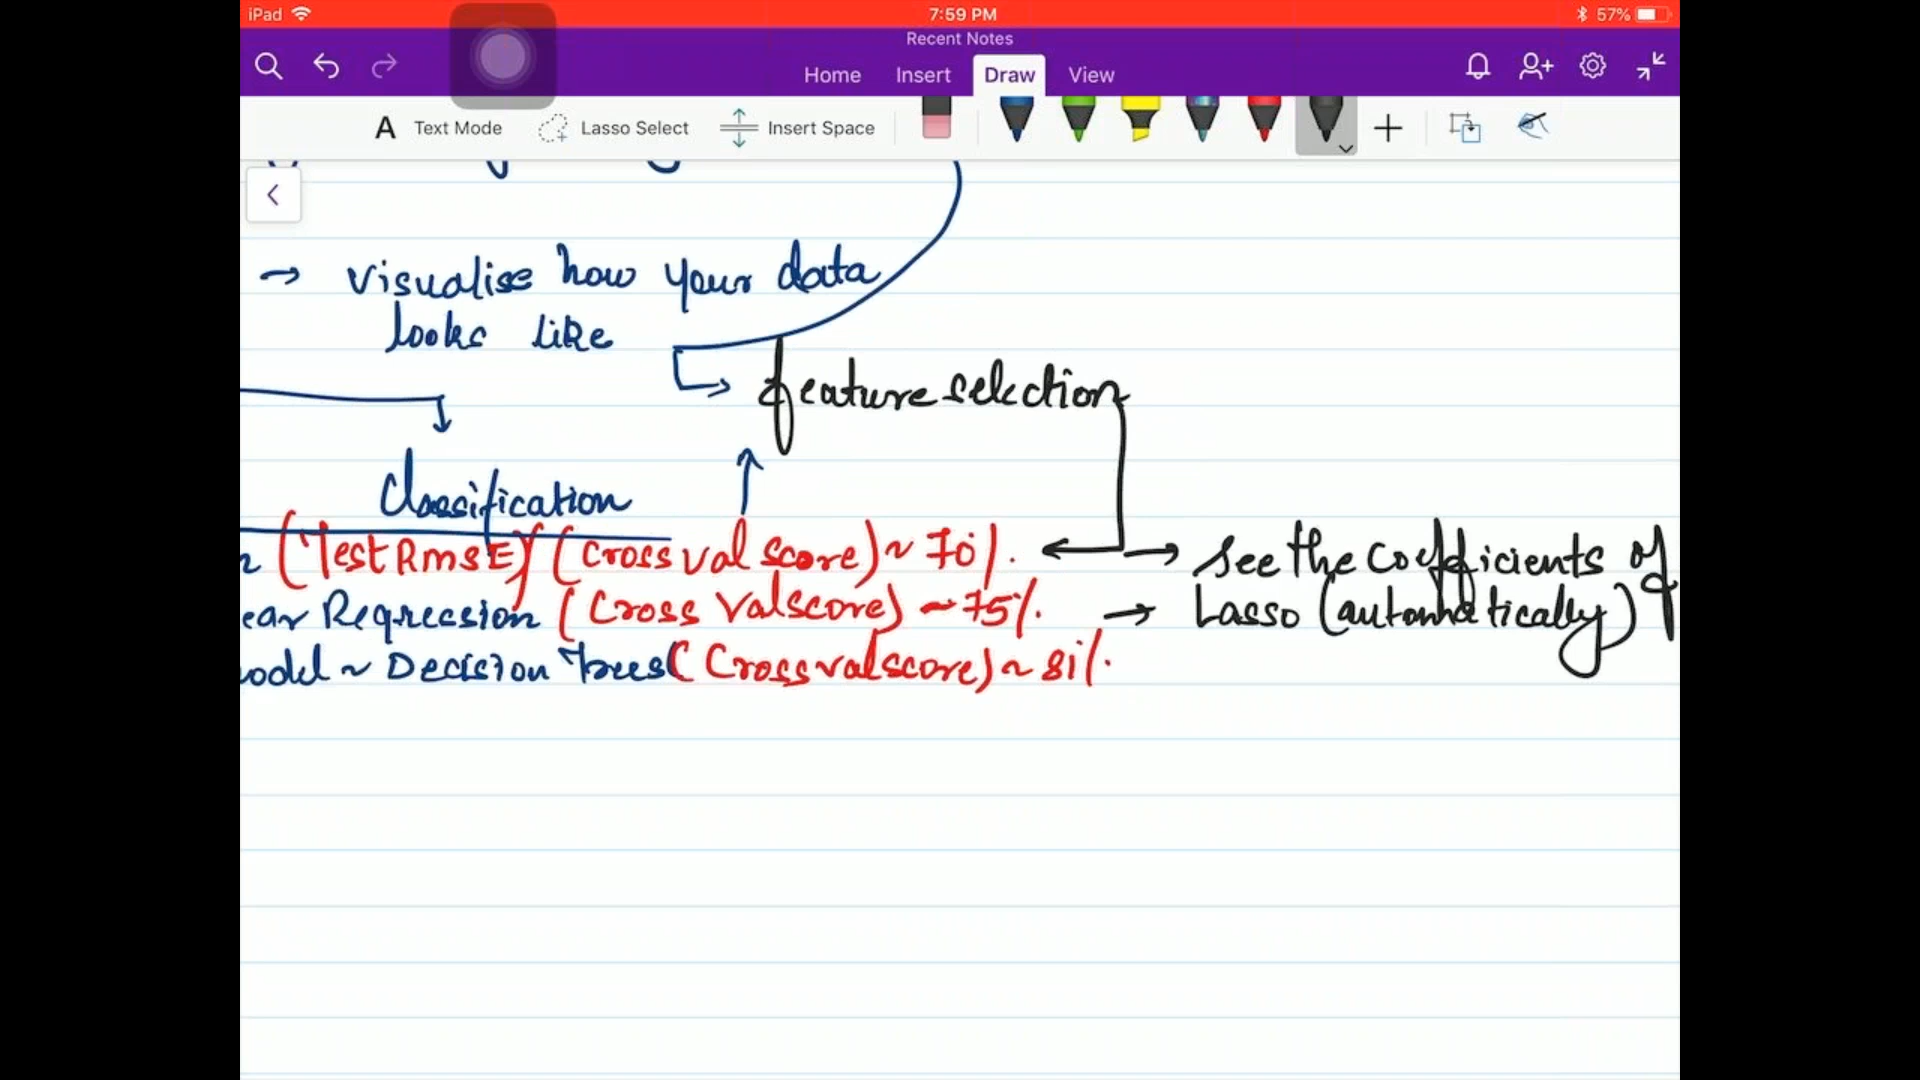 iPad 7:59 PM 57%
Recent Notes
Home Insert Draw View
A Text Mode Lasso Select Insert Space
→ visualise how your data
looks like
feature selection
Classification
(Test RmsE) (Cross val score) ~ 70%.
ear Regression (Cross Valscore) ~ 75%.
odel ~ Decision Trees (Crossvalscore) ~ 81%.
→ see the coefficients of
→ Lasso (automatically)